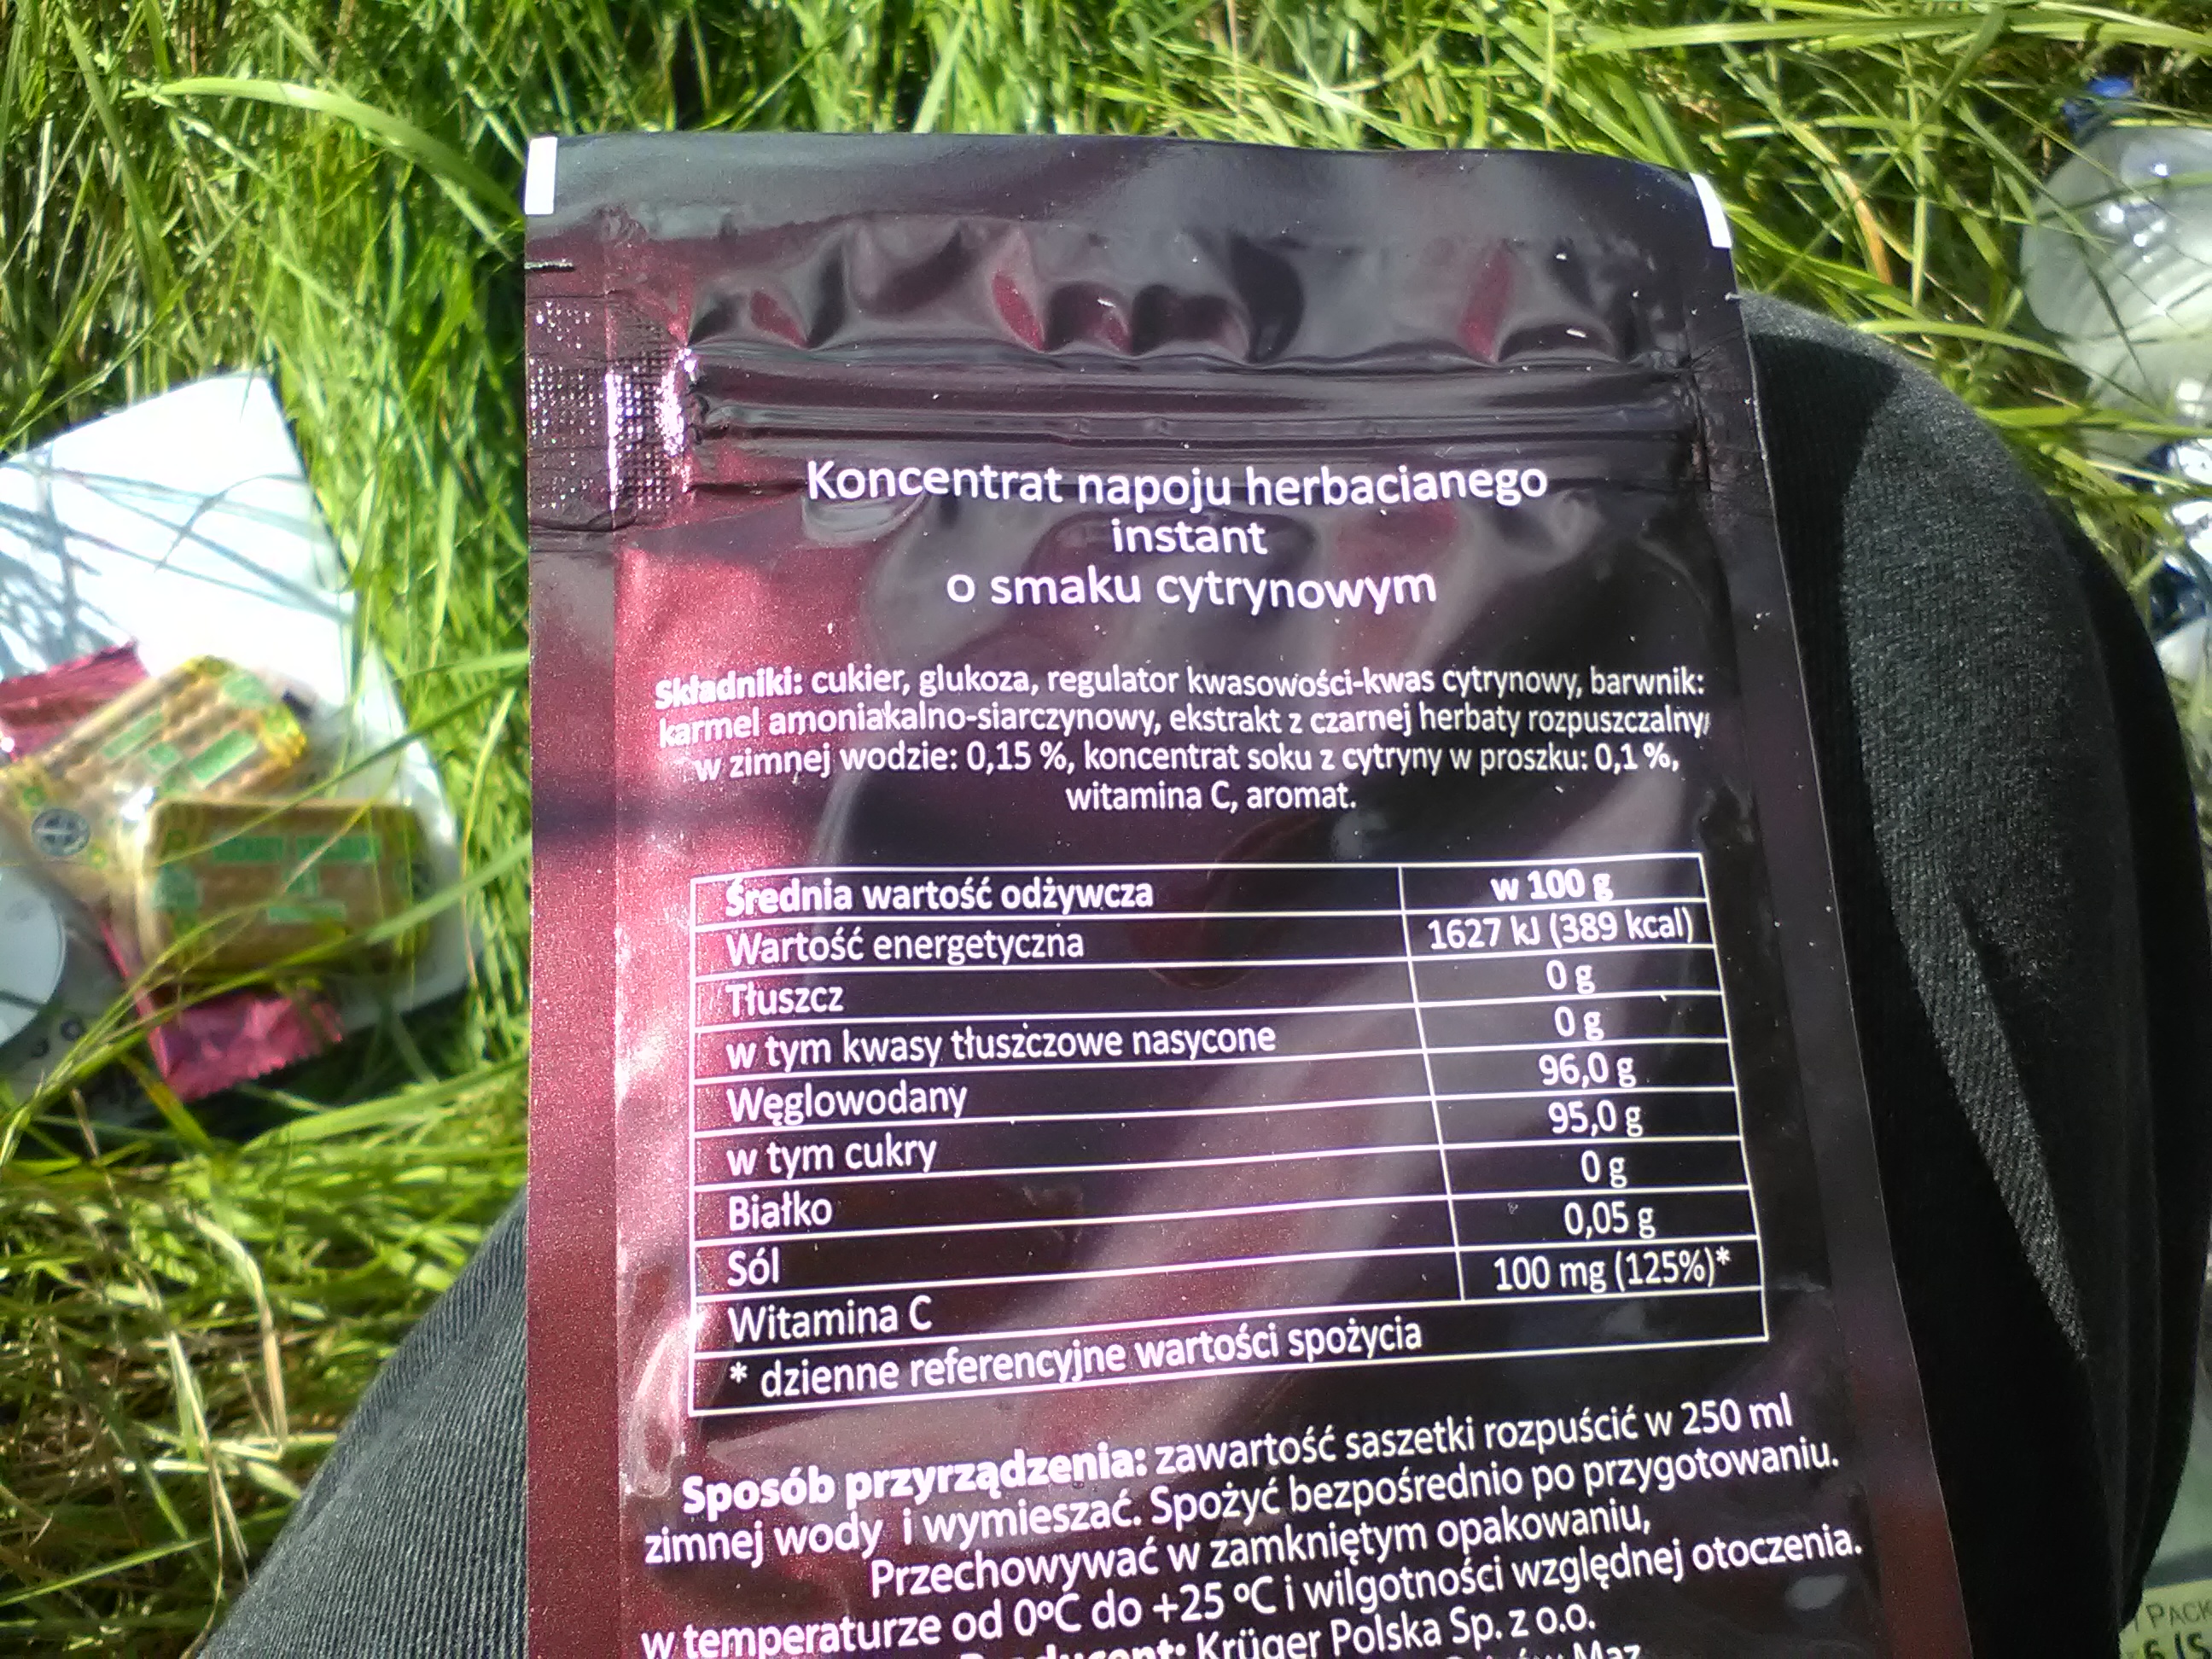 Koncentrat napoju herbacianego
instant
o smaku cytrynowym
Składniki: cukier, glukoza, regulator kwasowości-kwas cytrynowy, barwnik:
karmel amoniakalno-siarczynowy, ekstrakt z czarnej herbaty rozpuszczalny
w zimnej wodzie: 0,15 %, koncentrat soku z cytryny w proszku: 0,1 %,
witamina C, aromat.
Średnia wartość odżywcza w 100 g
Wartość energetyczna 1627 kJ (389 kcal)
Tłuszcz 0 g
w tym kwasy tłuszczowe nasycone 0 g
Węglowodany 96,0 g
w tym cukry 95,0 g
Białko 0 g
Sól 0,05 g
Witamina C 100 mg (125%)*
* dzienne referencyjne wartości spożycia
Sposób przyrządzenia: zawartość saszetki rozpuścić w 250 ml
zimnej wody i wymieszać. Spożyć bezpośrednio po przygotowaniu.
Przechowywać w zamkniętym opakowaniu,
w temperaturze od 0°C do +25 °C i wilgotności względnej otoczenia.
Producent: Krüger Polska Sp. z o.o.
Maz
PACK